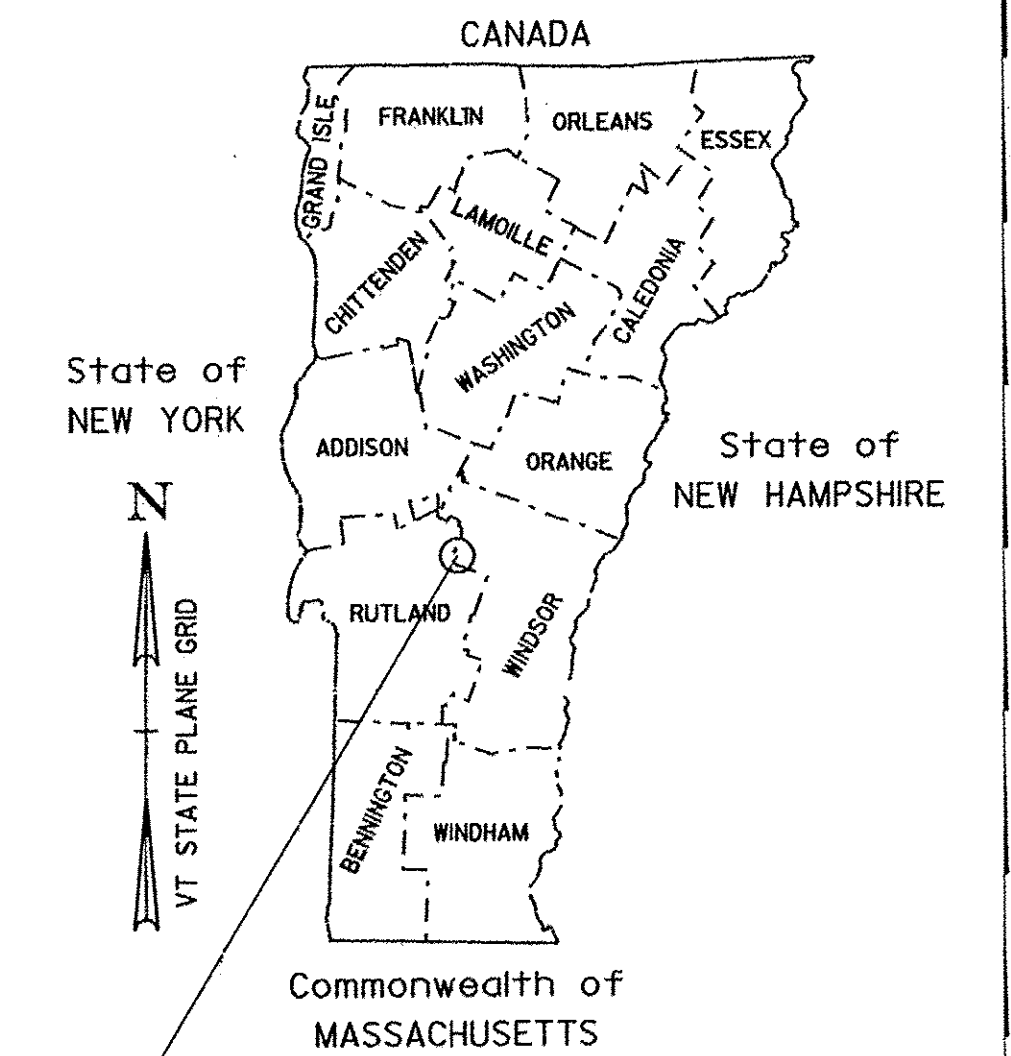 CANADA
GRAND ISLE
FRANKLIN
ORLEANS
ESSEX
LAMOILLE
CHITTENDEN
CALEDONIA
WASHINGTON
State of
NEW YORK
ADDISON
ORANGE
State of
NEW HAMPSHIRE
N
VT STATE PLANE GRID
RUTLAND
WINDSOR
BENNINGTON
WINDHAM
Commonwealth of
MASSACHUSETTS